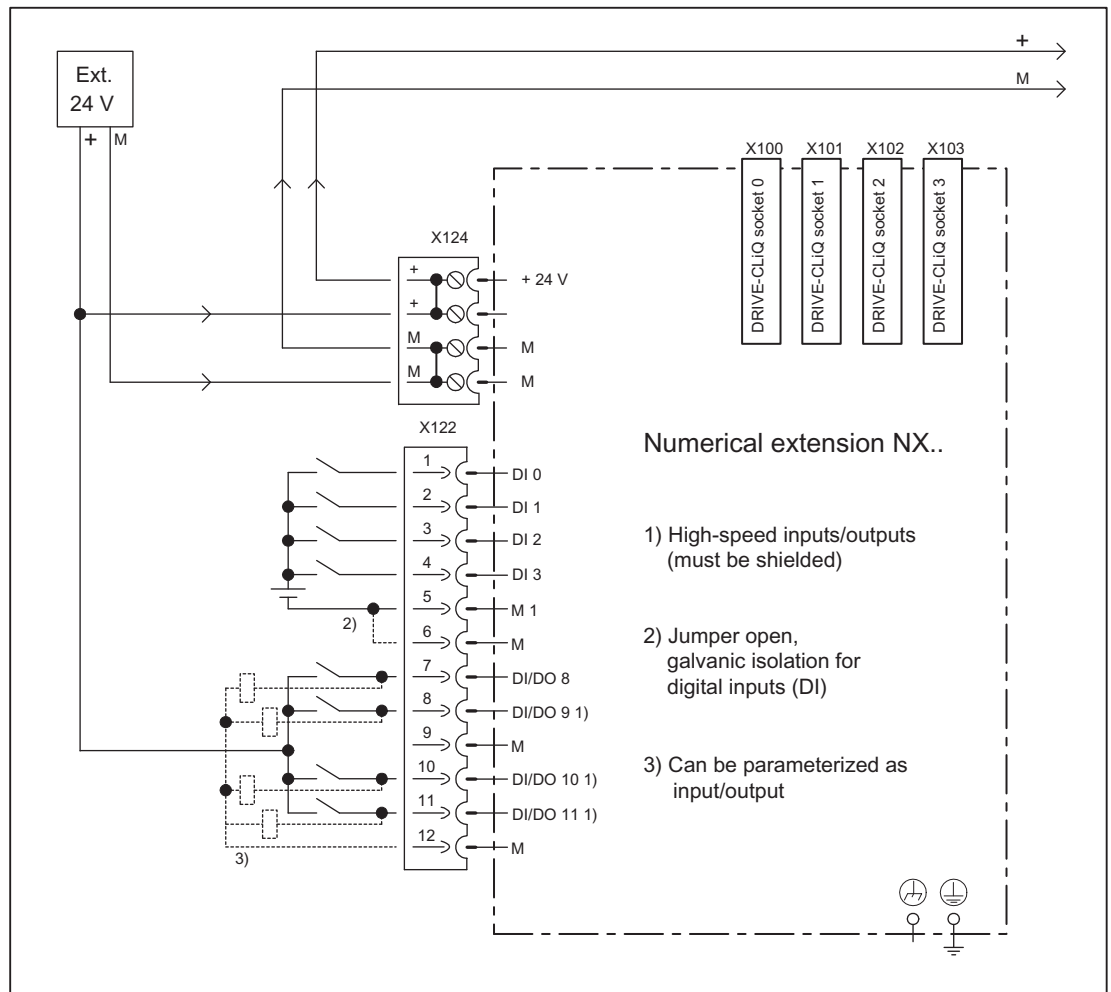 +
M
Ext.
24 V
+ M
X100 X101 X102 X103
DRIVE-CLiQ socket 0
DRIVE-CLiQ socket 1
DRIVE-CLiQ socket 2
DRIVE-CLiQ socket 3
X124
+ + 24 V
+
M M
M M
X122
1 DI 0
2 DI 1
3 DI 2
4 DI 3
5 M 1
2)
6 M
7 DI/DO 8
8 DI/DO 9 1)
9 M
10 DI/DO 10 1)
11 DI/DO 11 1)
12 M
3)
Numerical extension NX..
1) High-speed inputs/outputs
(must be shielded)
2) Jumper open,
galvanic isolation for
digital inputs (DI)
3) Can be parameterized as
input/output